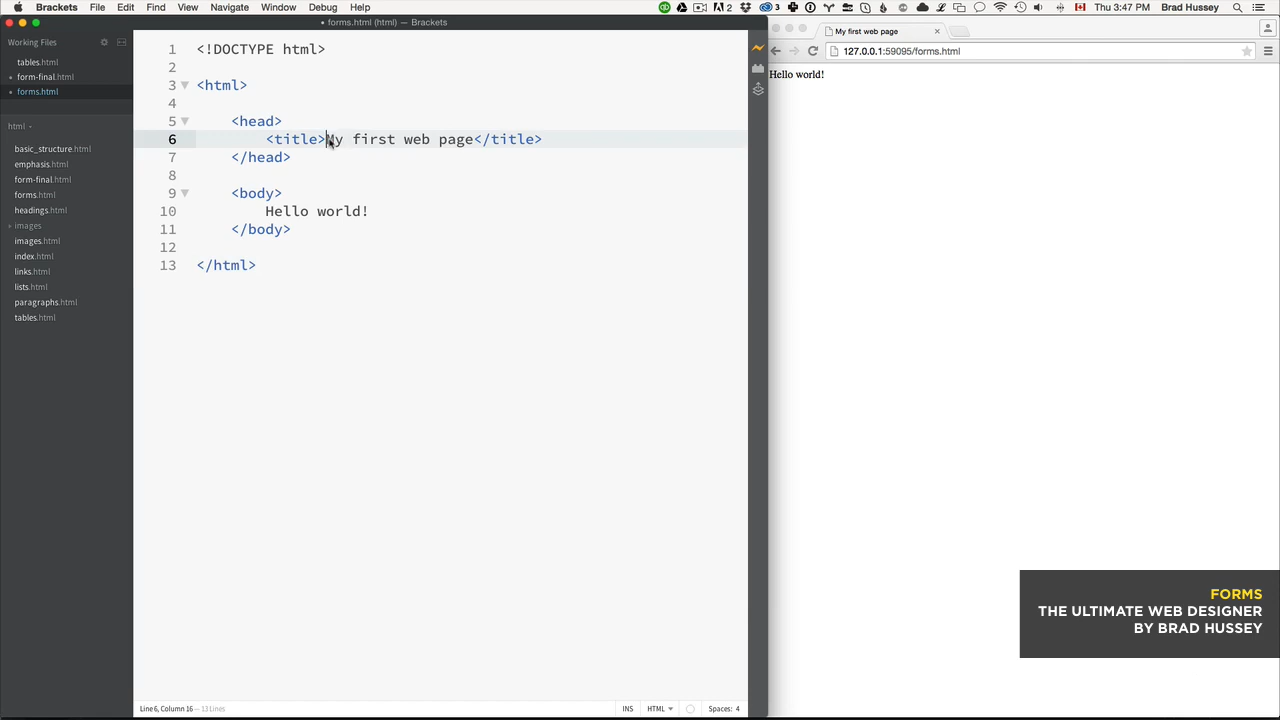 Brackets File Edit Find View Navigate Window Debug Help
2 3 Thu 3:47 PM Brad Hussey
• forms.html (html) — Brackets
Working Files
tables.html
• form-final.html
• forms.html
html
basic_structure.html
emphasis.html
form-final.html
forms.html
headings.html
images
images.html
index.html
links.html
lists.html
paragraphs.html
tables.html
1 <!DOCTYPE html>
2
3 <html>
4
5 <head>
6 <title>My first web page</title>
7 </head>
8
9 <body>
10 Hello world!
11 </body>
12
13 </html>
Line 6, Column 16 — 13 Lines
INS HTML Spaces: 4
My first web page
127.0.0.1:59095/forms.html
Hello world!
FORMS
THE ULTIMATE WEB DESIGNER
BY BRAD HUSSEY